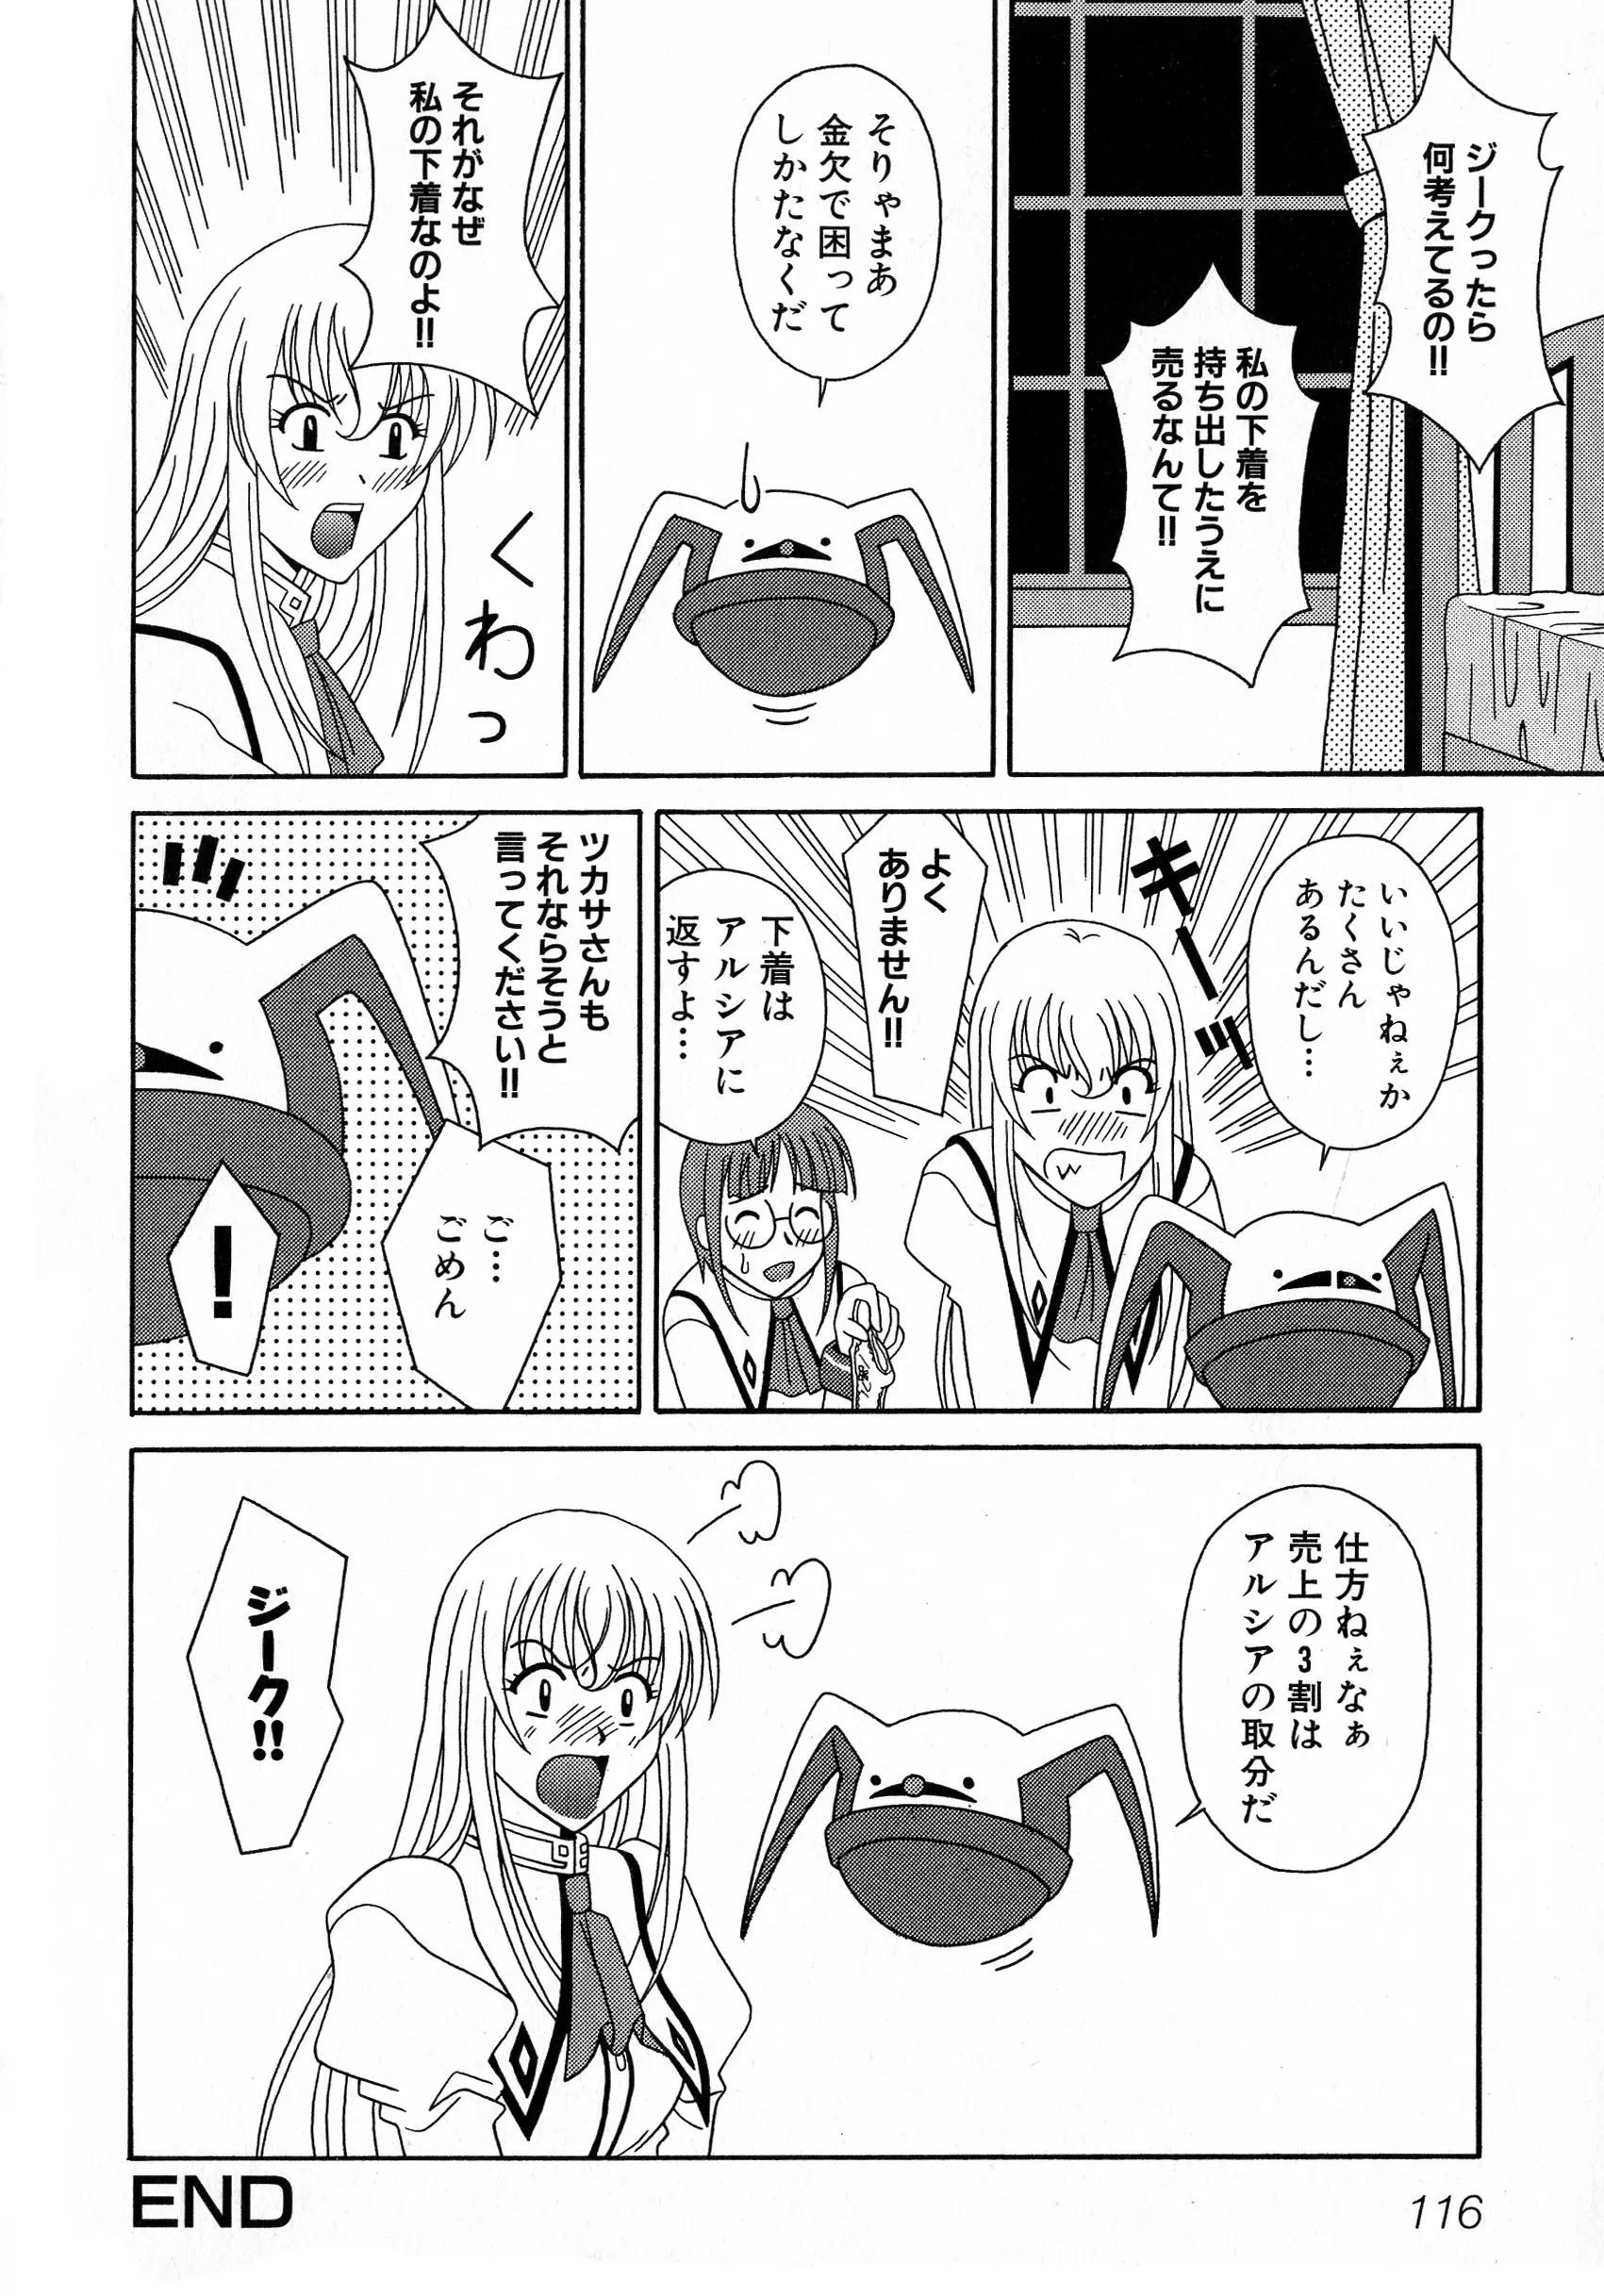 ジークったら
何考えてるの!!
私の下着を
持ち出したうえに
売るなんて!!
そりゃまあ
金欠で困って
しかたなくだ
それがなぜ
私の下着なのよ!!
くわっ
いいじゃねぇか
たくさん
あるんだし…
キーッ
よく
ありません!!
下着は
アルシアに
返すよ…
ツカサさんも
それならそうと
言ってください!!
ご…
ごめん
!
仕方ねぇなぁ
売上の3割は
アルシアの取分だ
ジーク!!
END
116